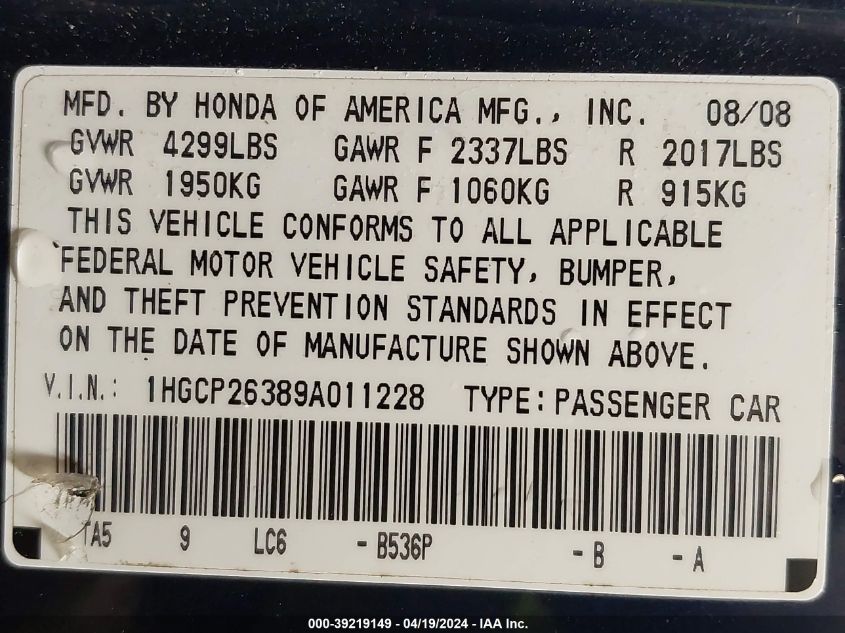 MFD. BY HONDA OF AMERICA MFG., INC. 08/08
GVWR 4299LBS GAWR F 2337LBS R 2017LBS
GVWR 1950KG GAWR F 1060KG R 915KG
THIS VEHICLE CONFORMS TO ALL APPLICABLE
FEDERAL MOTOR VEHICLE SAFETY, BUMPER,
AND THEFT PREVENTION STANDARDS IN EFFECT
ON THE DATE OF MANUFACTURE SHOWN ABOVE.
V.I.N.: 1HGCP26389A011228 TYPE: PASSENGER CAR
TA5 9 LC6 - B536P - B - A
000-39219149 - 04/19/2024 - IAA Inc.